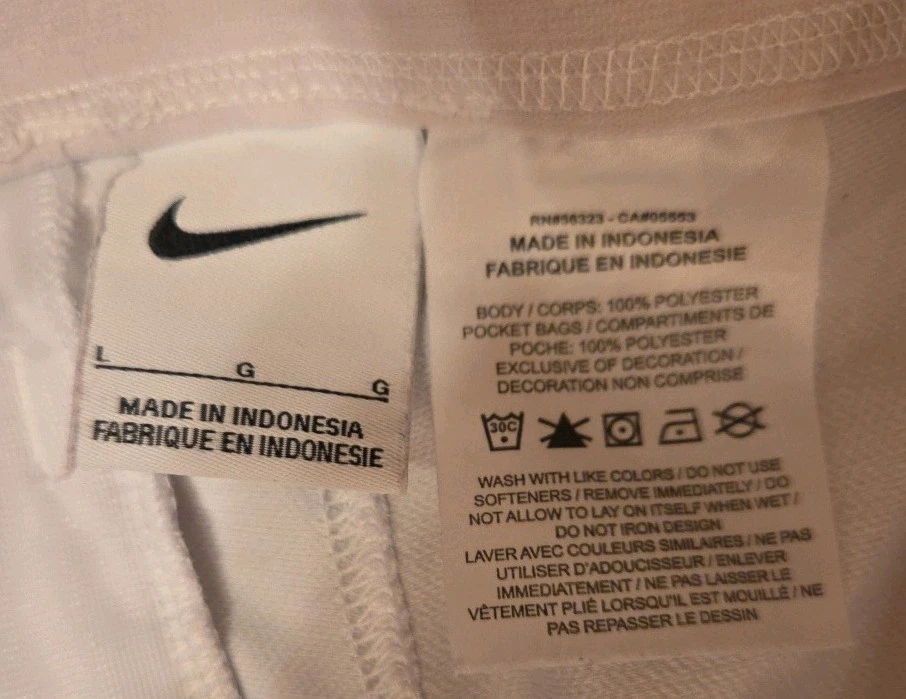 L
G
G
MADE IN INDONESIA
FABRIQUE EN INDONESIE
RN#56323 - CA#05553
MADE IN INDONESIA
FABRIQUE EN INDONESIE
BODY / CORPS: 100% POLYESTER
POCKET BAGS / COMPARTIMENTS DE
POCHE: 100% POLYESTER
EXCLUSIVE OF DECORATION /
DECORATION NON COMPRISE
30C
WASH WITH LIKE COLORS / DO NOT USE
SOFTENERS / REMOVE IMMEDIATELY / DO
NOT ALLOW TO LAY ON ITSELF WHEN WET /
DO NOT IRON DESIGN
LAVER AVEC COULEURS SIMILAIRES / NE PAS
UTILISER D'ADOUCISSEUR / ENLEVER
IMMEDIATEMENT / NE PAS LAISSER LE
VÊTEMENT PLIÉ LORSQU'IL EST MOUILLÉ / NE
PAS REPASSER LE DESSIN